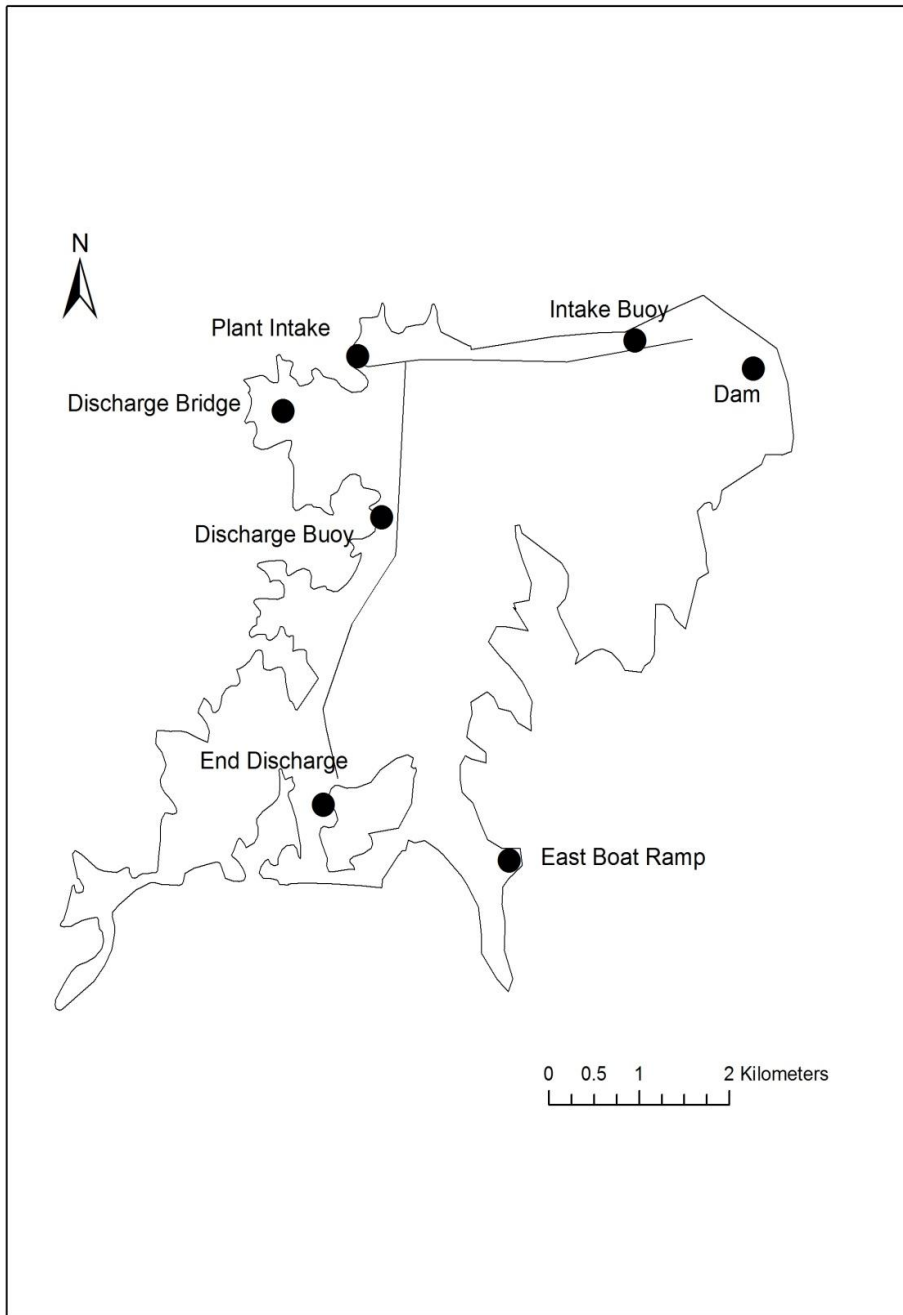 N
Intake Buoy
Plant Intake
Dam
Discharge Bridge
Discharge Buoy
End Discharge
East Boat Ramp
0 0.5 1 2 Kilometers